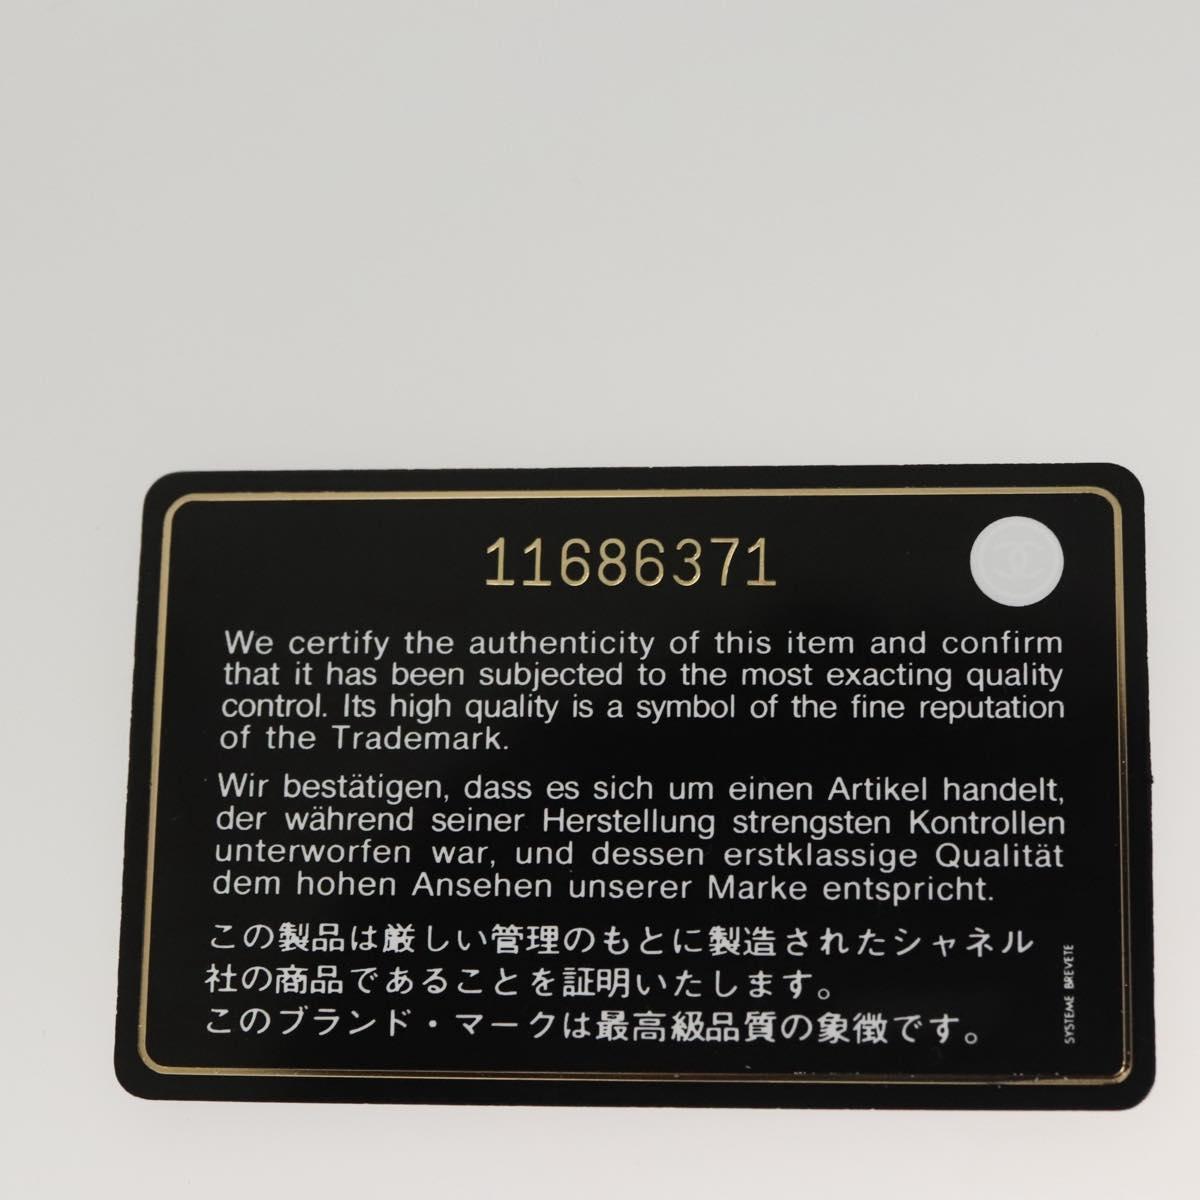 11686371
We certify the authenticity of this item and confirm
that it has been subjected to the most exacting quality
control. Its high quality is a symbol of the fine reputation
of the Trademark.
Wir bestätigen, dass es sich um einen Artikel handelt,
der während seiner Herstellung strengsten Kontrollen
unterworfen war, und dessen erstklassige Qualität
dem hohen Ansehen unserer Marke entspricht.
この製品は厳しい管理のもとに製造されたシャネル
社の商品であることを証明いたします。
このブランド・マークは最高級品質の象徴です。
SYSTEME BREVETE